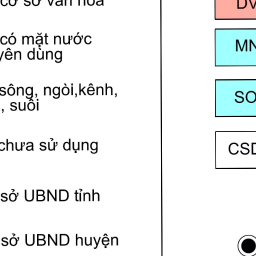 cơ sở văn hóa
DV
có mặt nước
yên dùng
MN
sông, ngòi,kênh,
, suối
SO
chưa sử dụng
CSD
sở UBND tỉnh
sở UBND huyện